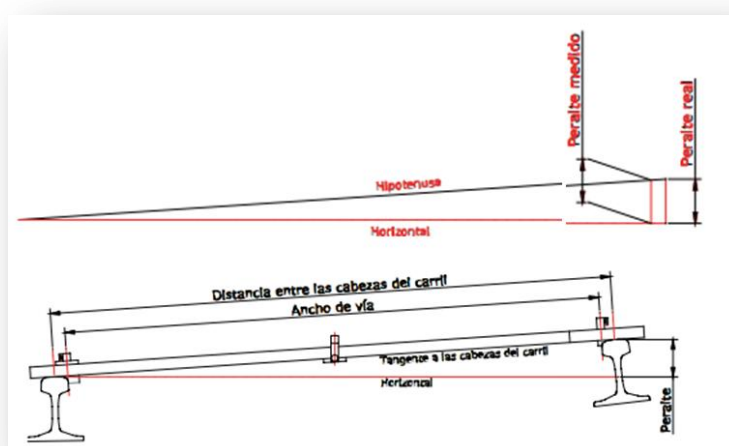 Peralte medido
Peralte real
Hipotenusa
Horizontal
Distancia entre las cabezas del carril
Ancho de vía
Tangente a las cabezas del carril
Horizontal
Peralte